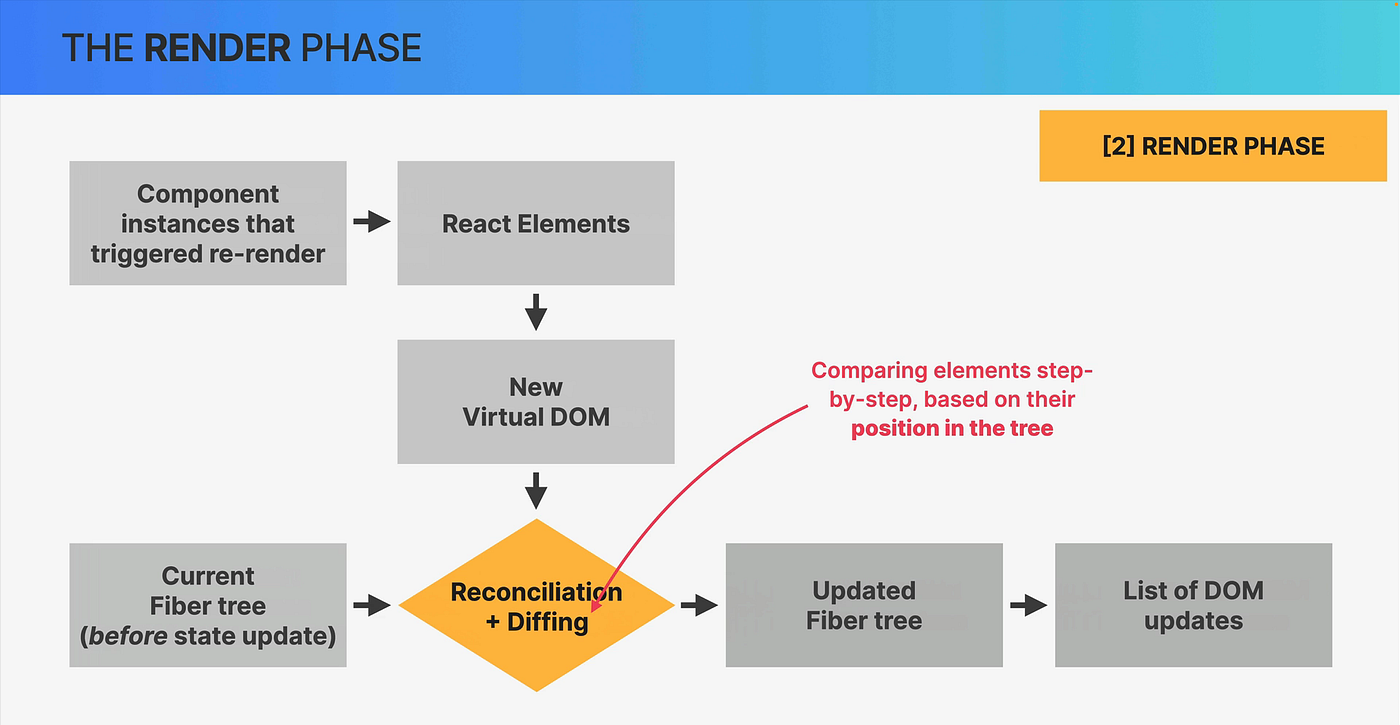 THE RENDER PHASE
[2] RENDER PHASE
Component
instances that
triggered re-render
React Elements
New
Virtual DOM
Comparing elements step-
by-step, based on their
position in the tree
Current
Fiber tree
(before state update)
Reconciliation
+ Diffing
Updated
Fiber tree
List of DOM
updates